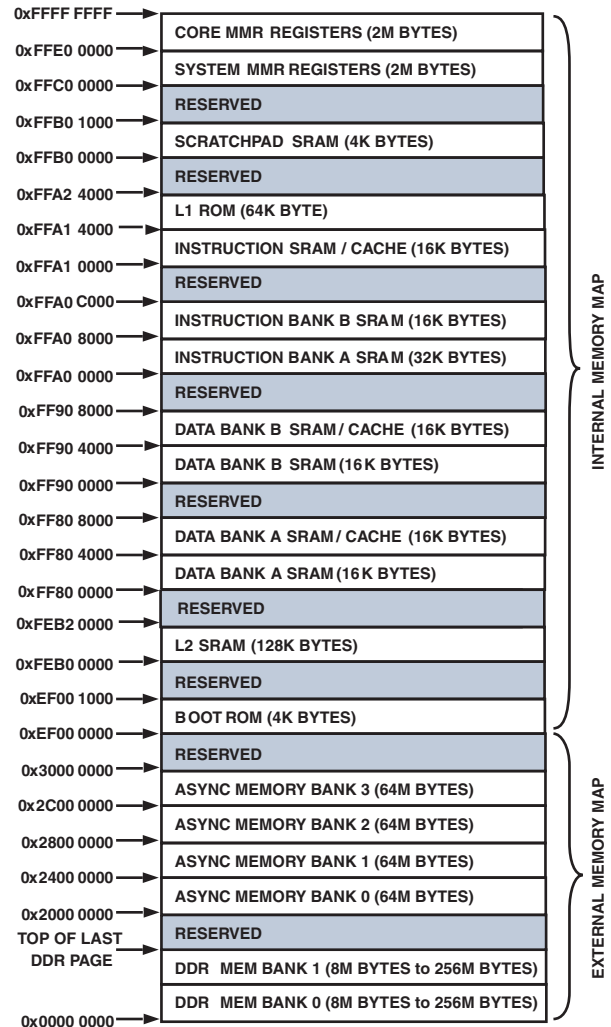 0xFFFF FFFF
CORE MMR REGISTERS (2M BYTES)
0xFFE0 0000
SYSTEM MMR REGISTERS (2M BYTES)
0xFFC0 0000
RESERVED
0xFFB0 1000
SCRATCHPAD SRAM (4K BYTES)
0xFFB0 0000
RESERVED
0xFFA2 4000
L1 ROM (64K BYTE)
0xFFA1 4000
INSTRUCTION SRAM / CACHE (16K BYTES)
0xFFA1 0000
RESERVED
0xFFA0 C000
INSTRUCTION BANK B SRAM (16K BYTES)
0xFFA0 8000
INSTRUCTION BANK A SRAM (32K BYTES)
0xFFA0 0000
RESERVED
0xFF90 8000
DATA BANK B SRAM / CACHE (16K BYTES)
0xFF90 4000
DATA BANK B SRAM (16K BYTES)
0xFF90 0000
RESERVED
0xFF80 8000
DATA BANK A SRAM / CACHE (16K BYTES)
0xFF80 4000
DATA BANK A SRAM (16K BYTES)
0xFF80 0000
RESERVED
0xFEB2 0000
L2 SRAM (128K BYTES)
0xFEB0 0000
RESERVED
0xEF00 1000
BOOT ROM (4K BYTES)
0xEF00 0000
RESERVED
0x3000 0000
ASYNC MEMORY BANK 3 (64M BYTES)
0x2C00 0000
ASYNC MEMORY BANK 2 (64M BYTES)
0x2800 0000
ASYNC MEMORY BANK 1 (64M BYTES)
0x2400 0000
ASYNC MEMORY BANK 0 (64M BYTES)
0x2000 0000
RESERVED
TOP OF LAST
DDR PAGE
DDR MEM BANK 1 (8M BYTES to 256M BYTES)
DDR MEM BANK 0 (8M BYTES to 256M BYTES)
0x0000 0000
INTERNAL MEMORY MAP
EXTERNAL MEMORY MAP